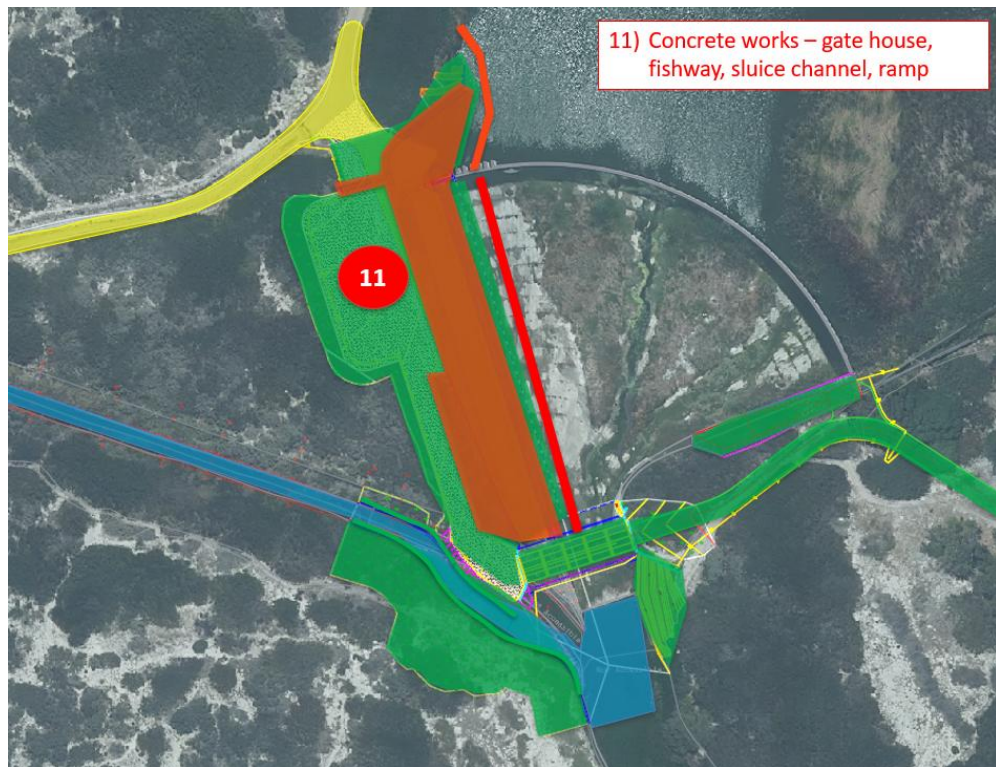 11) Concrete works – gate house,
fishway, sluice channel, ramp
11